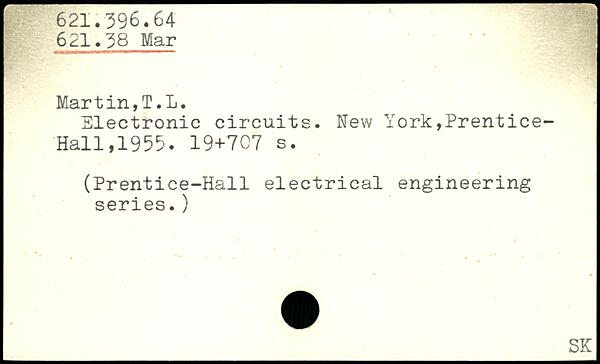 621.396.64
621.38 Mar
Martin,T.L.
Electronic circuits. New York,Prentice-
Hall,1955. 19+707 s.
(Prentice-Hall electrical engineering
series.)
SK